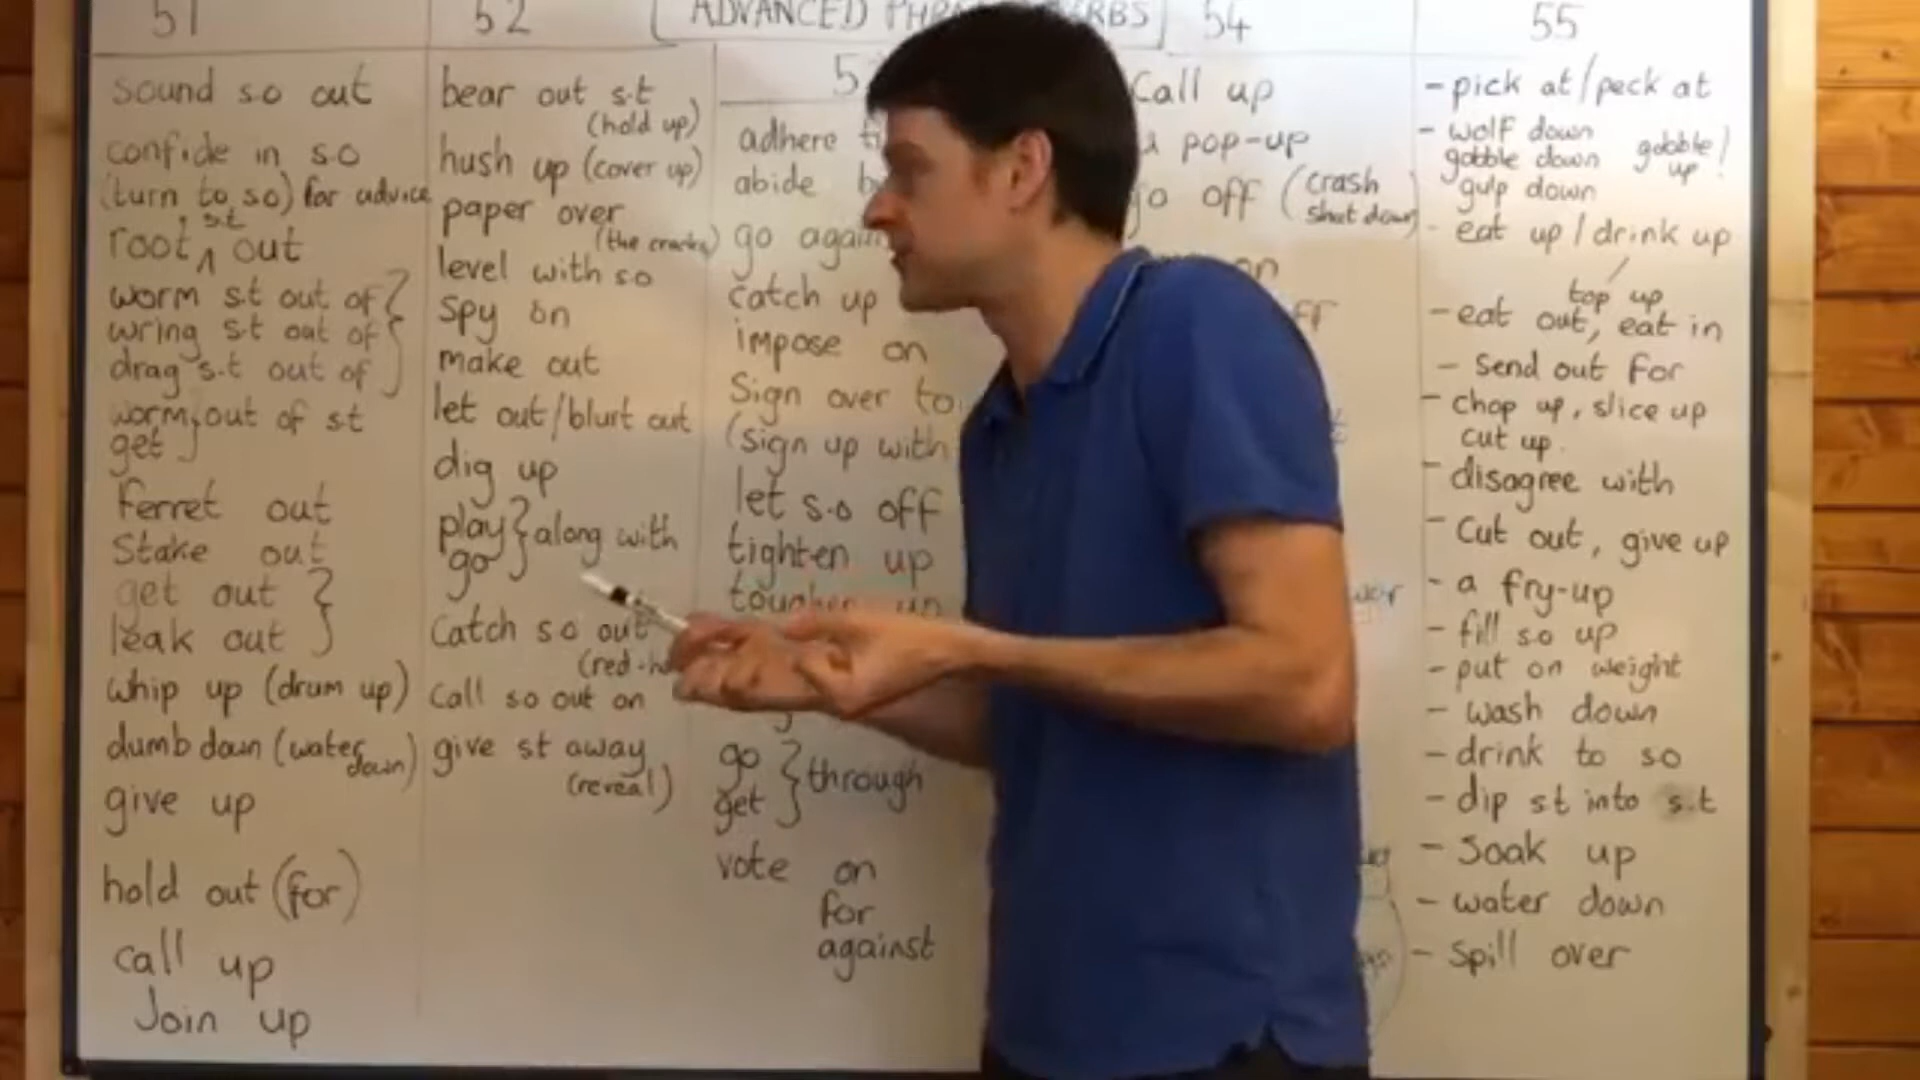 51
52
ADVANCED
54
55
sound s.o out
confide in s.o
(turn to so) for advice
root st out
worm s.t out of
wring s.t out of
drag s.t out of
worm, out of s.t
get
ferret out
Stake out
get out
leak out
whip up (drum up)
dumb down (water down)
give up
hold out (for)
call up
Join up
bear out s.t
(hold up)
hush up (cover up)
paper over
(the cracks)
level with so
spy on
make out
let out/blurt out
dig up
play } along with
go
Catch so out
call so out on
give st away
(reveal)
adhere
abide
go
catch up
impose on
Sign over to
(sign up with
let s.o off
tighten up
go } through
get
vote on
for
against
Call up
a pop-up
go off (crash
shut down)
- pick at/peck at
- wolf down
gobble down gobble up!
gulp down
- eat up / drink up
top up
- eat out, eat in
- send out for
- chop up, slice up
cut up.
- disagree with
- Cut out, give up
- a fry-up
- fill so up
- put on weight
- wash down
- drink to so
- dip st into s.t
- Soak up
- water down
- spill over